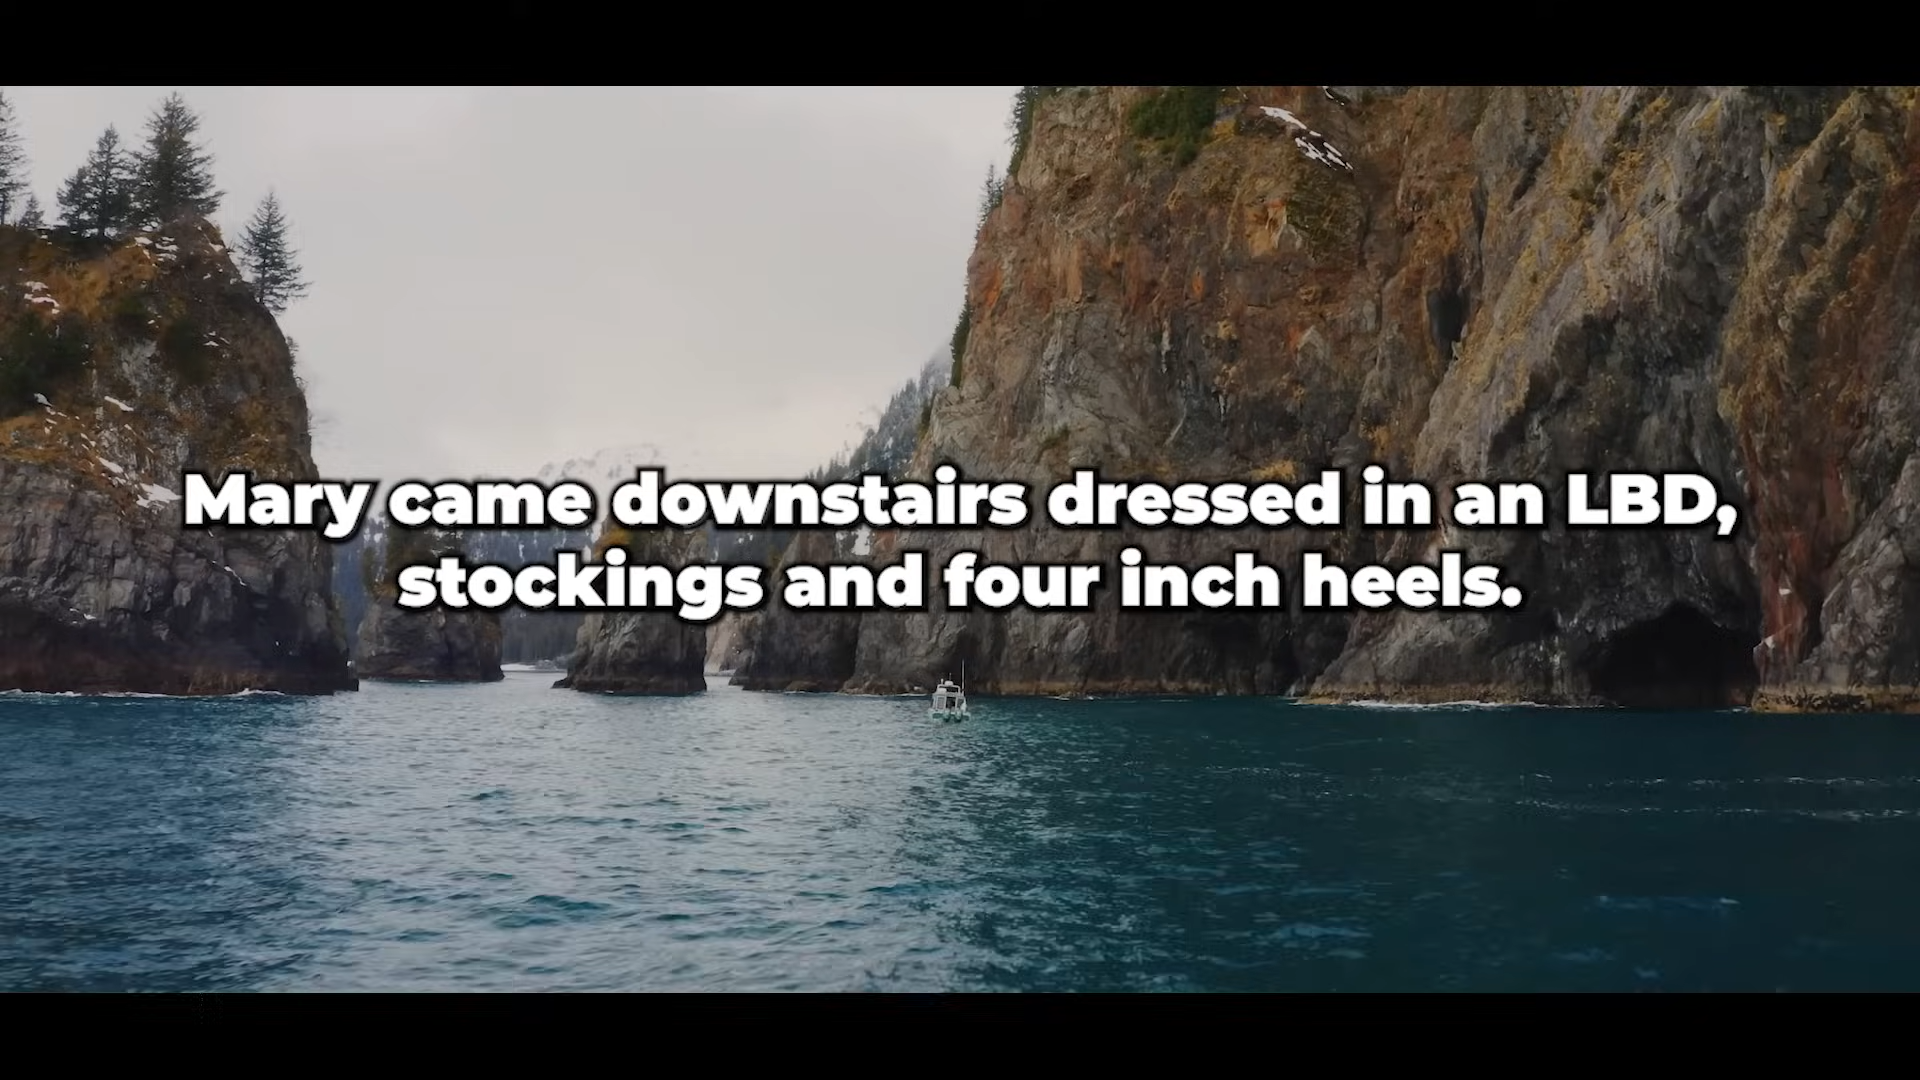 Mary came downstairs dressed in an LBD,
stockings and four inch heels.